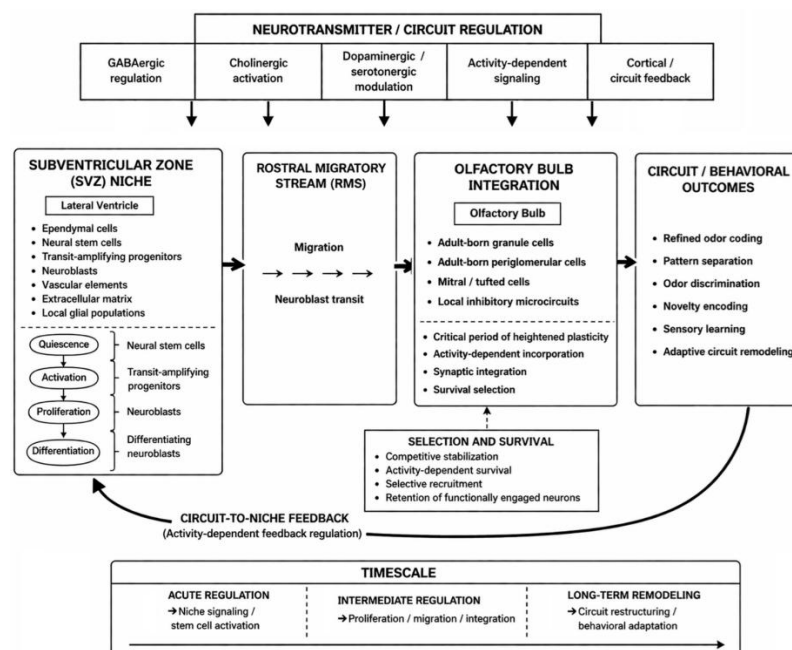 NEUROTRANSMITTER / CIRCUIT REGULATION
GABAergic
regulation
Cholinergic
activation
Dopaminergic /
serotonergic
modulation
Activity-dependent
signaling
Cortical /
circuit feedback
SUBVENTRICULAR ZONE
(SVZ) NICHE
Lateral Ventricle
• Ependymal cells
• Neural stem cells
• Transit-amplifying progenitors
• Neuroblasts
• Vascular elements
• Extracellular matrix
• Local glial populations
Quiescence
Neural stem cells
Activation
Transit-amplifying
progenitors
Proliferation
Neuroblasts
Differentiation
Differentiating
neuroblasts
ROSTRAL MIGRATORY
STREAM (RMS)
Migration
→ → → →
Neuroblast transit
OLFACTORY BULB
INTEGRATION
Olfactory Bulb
• Adult-born granule cells
• Adult-born periglomerular cells
• Mitral / tufted cells
• Local inhibitory microcircuits
• Critical period of heightened plasticity
• Activity-dependent incorporation
• Synaptic integration
• Survival selection
CIRCUIT / BEHAVIORAL
OUTCOMES
• Refined odor coding
• Pattern separation
• Odor discrimination
• Novelty encoding
• Sensory learning
• Adaptive circuit remodeling
SELECTION AND SURVIVAL
• Competitive stabilization
• Activity-dependent survival
• Selective recruitment
• Retention of functionally engaged neurons
CIRCUIT-TO-NICHE FEEDBACK
(Activity-dependent feedback regulation)
TIMESCALE
ACUTE REGULATION
→Niche signaling /
stem cell activation
INTERMEDIATE REGULATION
→Proliferation / migration / integration
LONG-TERM REMODELING
→Circuit restructuring /
behavioral adaptation